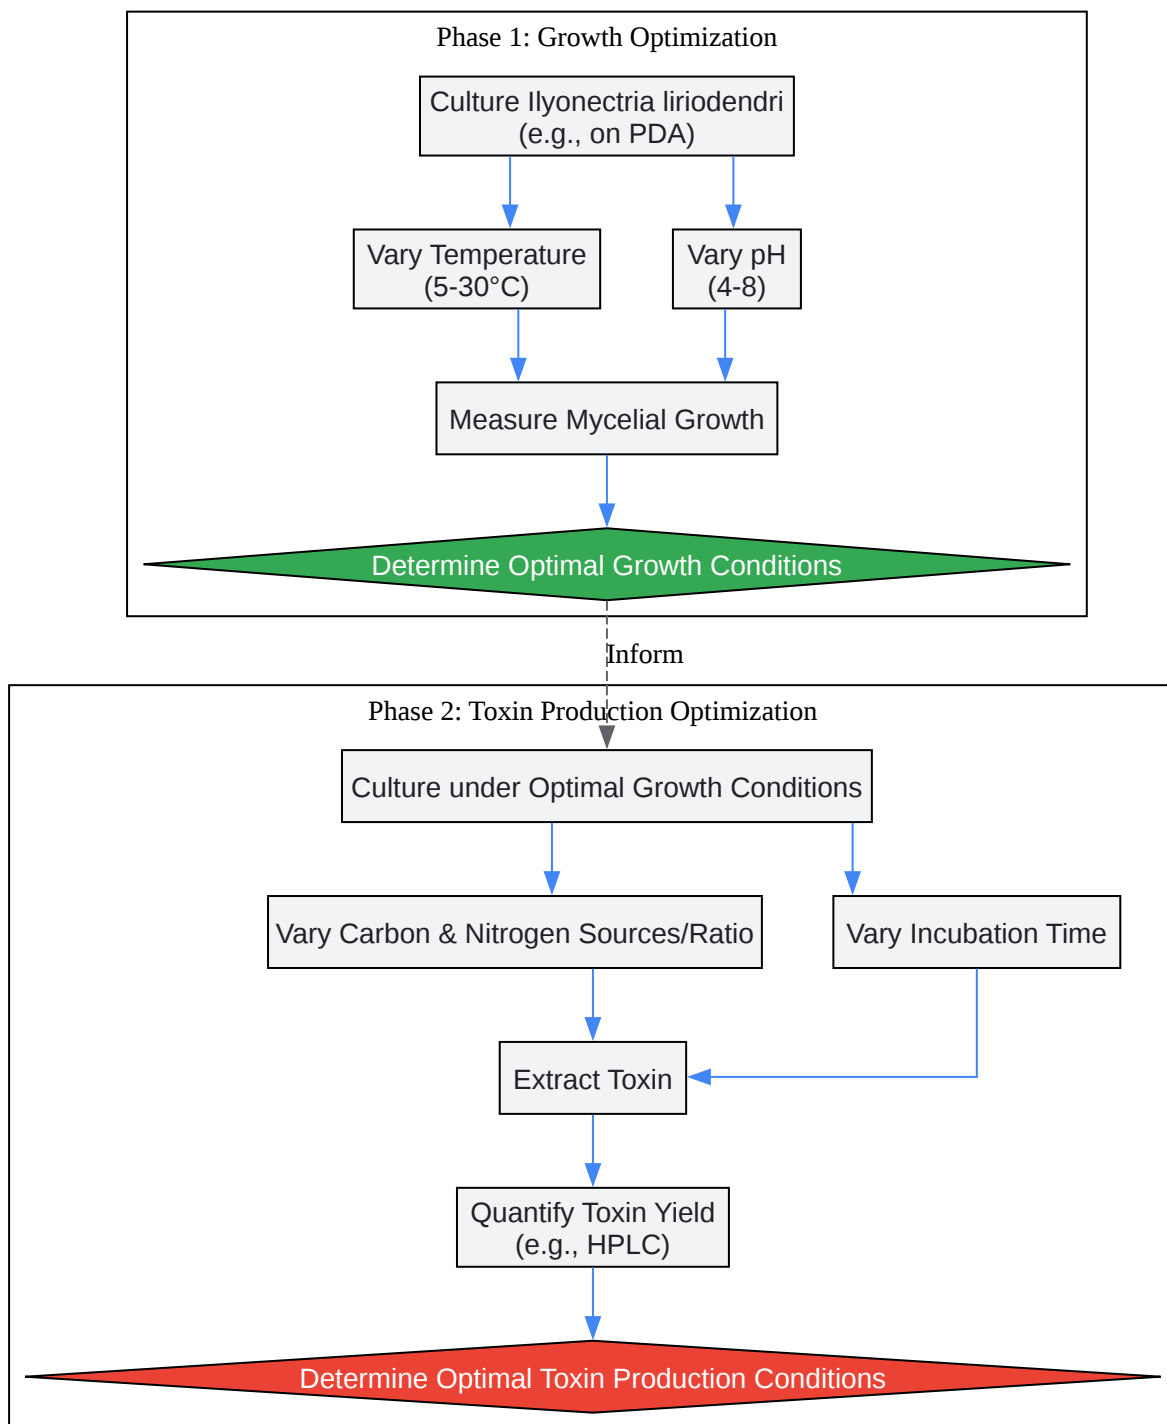 Phase 1: Growth Optimization
Culture Ilyonectria liriodendri
(e.g., on PDA)
Vary Temperature
(5-30°C)
Vary pH
(4-8)
Measure Mycelial Growth
Determine Optimal Growth Conditions
Inform
Phase 2: Toxin Production Optimization
Culture under Optimal Growth Conditions
Vary Carbon & Nitrogen Sources/Ratio
Vary Incubation Time
Extract Toxin
Quantify Toxin Yield
(e.g., HPLC)
Determine Optimal Toxin Production Conditions